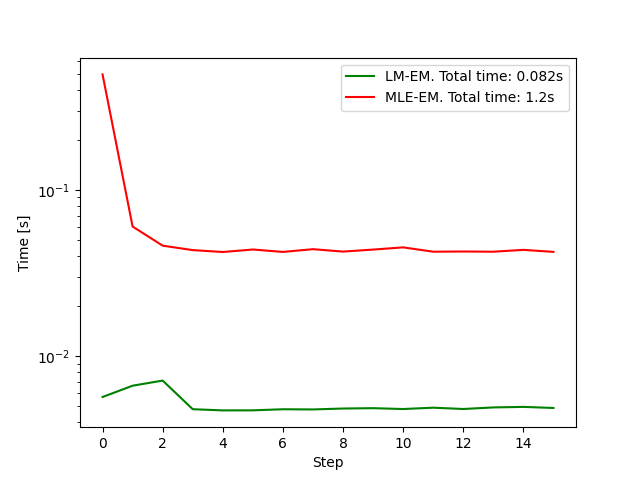 LM-EM. Total time: 0.082s
MLE-EM. Total time: 1.2s
Time [s]
10⁻¹
10⁻²
0 2 4 6 8 10 12 14
Step